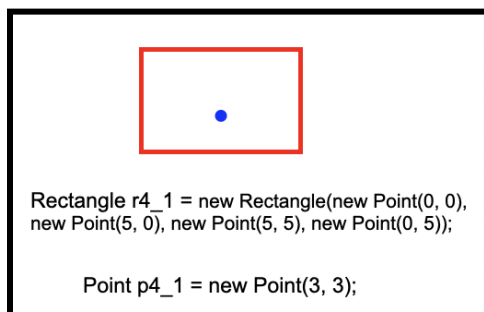 Rectangle r4_1 = new Rectangle(new Point(0, 0),
new Point(5, 0), new Point(5, 5), new Point(0, 5));
Point p4_1 = new Point(3, 3);